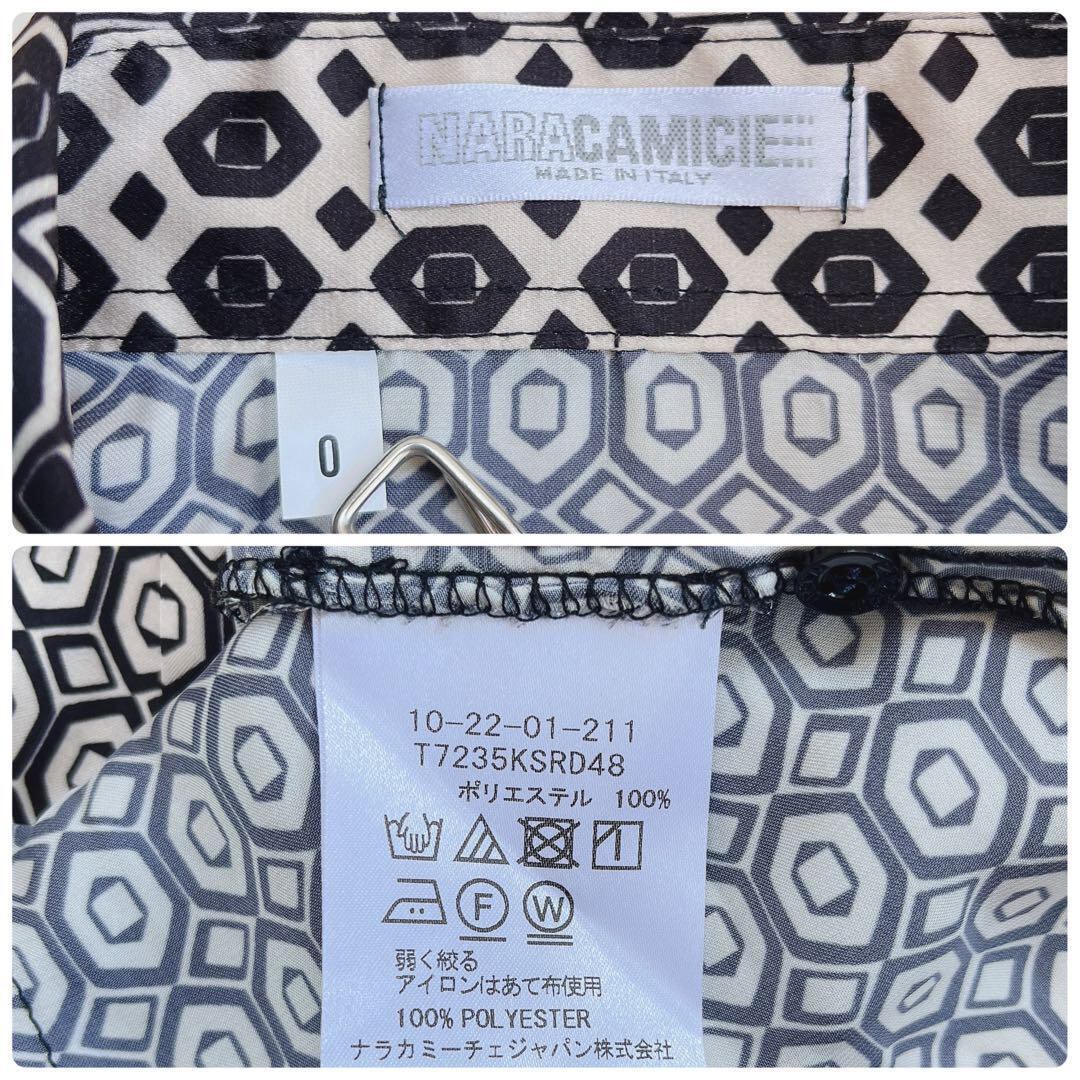 NARACAMICIE
MADE IN ITALY
0
10-22-01-211
T7235KSRD48
ポリエステル 100%
F W
弱く絞る
アイロンはあて布使用
100% POLYESTER
ナラカミーチェジャパン株式会社